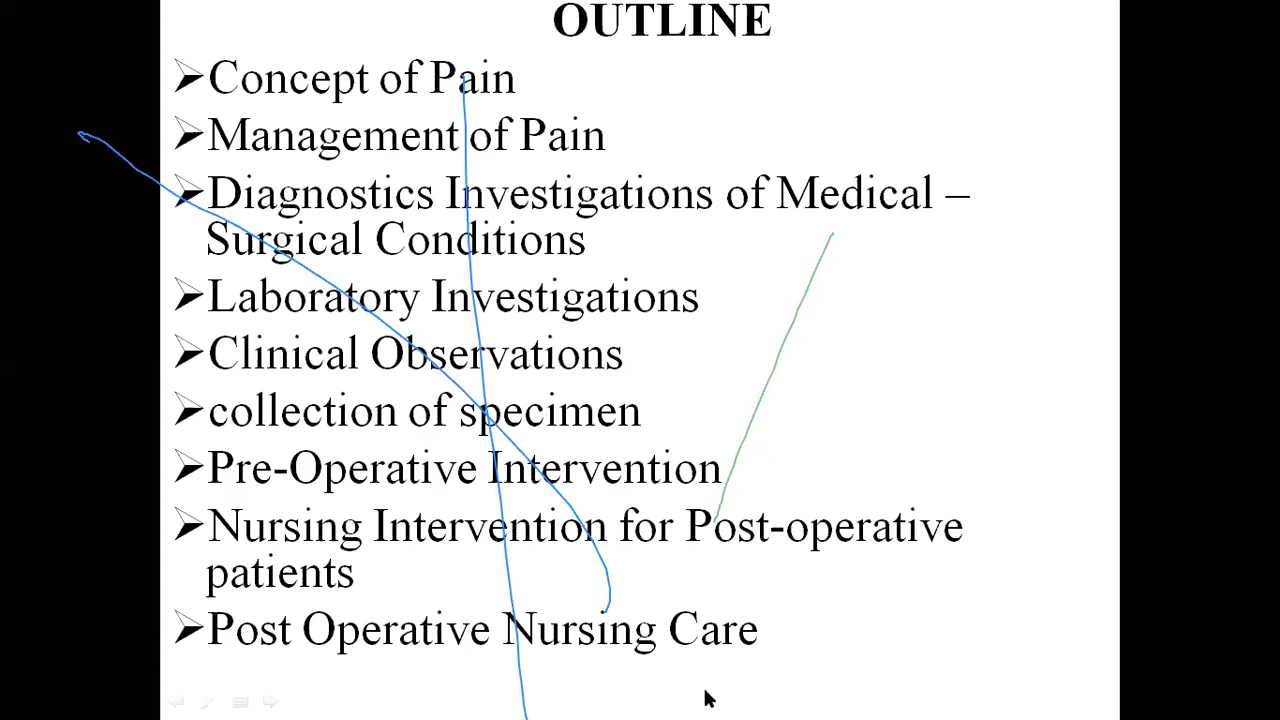 OUTLINE
➢Concept of Pain
➢Management of Pain
➢Diagnostics Investigations of Medical –
Surgical Conditions
➢Laboratory Investigations
➢Clinical Observations
➢collection of specimen
➢Pre-Operative Intervention
➢Nursing Intervention for Post-operative
patients
➢Post Operative Nursing Care